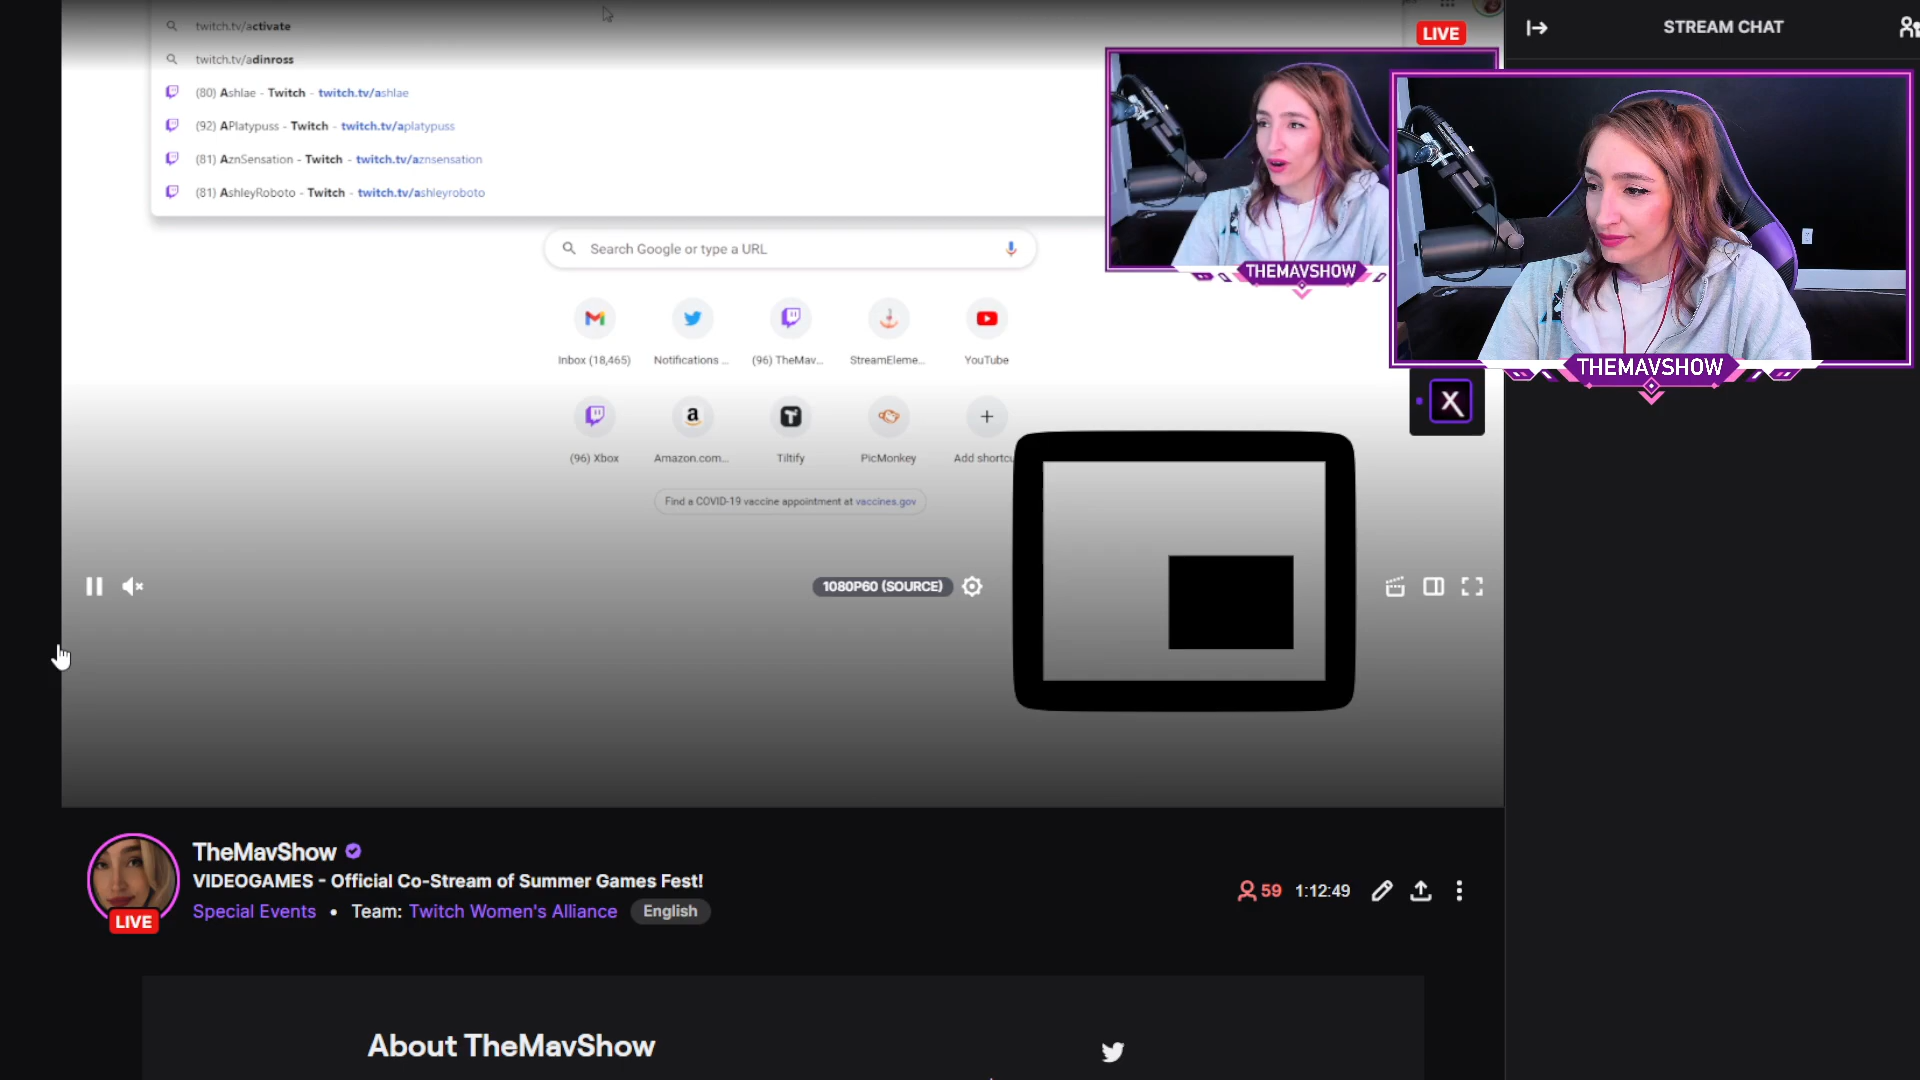 twitch.tv/activate
twitch.tv/adinross
(80) Ashlae - Twitch - twitch.tv/ashlae
(92) APlatypuss - Twitch - twitch.tv/aplatypuss
(81) AznSensation - Twitch - twitch.tv/aznsensation
(81) AshleyRoboto - Twitch - twitch.tv/ashleyroboto
LIVE
STREAM CHAT
THEMAVSHOW
THEMAVSHOW
Search Google or type a URL
Inbox (18,465)
Notifications ...
(96) TheMav...
StreamEleme...
YouTube
(96) Xbox
Amazon.com...
Tiltify
PicMonkey
Add shortcu
Find a COVID-19 vaccine appointment at vaccines.gov
1080P60 (SOURCE)
TheMavShow
VIDEOGAMES - Official Co-Stream of Summer Games Fest!
Special Events • Team: Twitch Women's Alliance English
LIVE
59 1:12:49
About TheMavShow